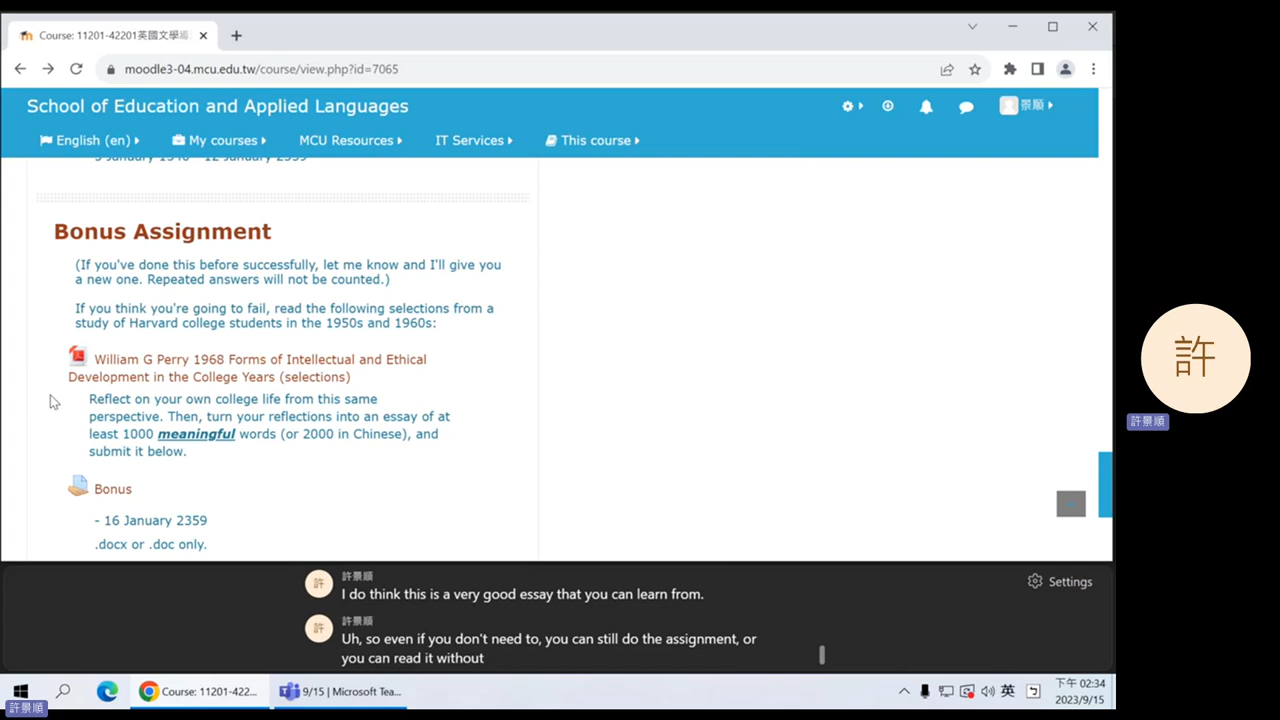 Course: 11201-42201英國文學
moodle3-04.mcu.edu.tw/course/view.php?id=7065
School of Education and Applied Languages
景順
English (en)
My courses
MCU Resources
IT Services
This course
Bonus Assignment
(If you've done this before successfully, let me know and I'll give you
a new one. Repeated answers will not be counted.)
If you think you're going to fail, read the following selections from a
study of Harvard college students in the 1950s and 1960s:
William G Perry 1968 Forms of Intellectual and Ethical
Development in the College Years (selections)
Reflect on your own college life from this same
perspective. Then, turn your reflections into an essay of at
least 1000 meaningful words (or 2000 in Chinese), and
submit it below.
Bonus
- 16 January 2359
.docx or .doc only.
許
許景順
許
許景順
I do think this is a very good essay that you can learn from.
Settings
許
許景順
Uh, so even if you don't need to, you can still do the assignment, or
you can read it without
Course: 11201-422...
9/15 | Microsoft Tea...
英
下午 02:34
2023/9/15
許景順